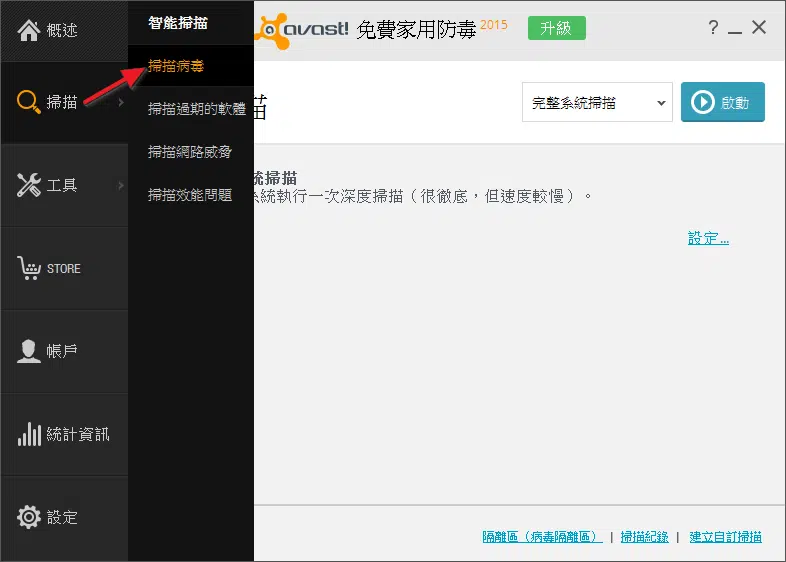 概述
掃描
工具
STORE
帳戶
統計資訊
設定
智能掃描
掃描病毒
掃描過期的軟體
掃描網路威脅
掃描效能問題
avast! 免費家用防毒 2015
升級
?
描
完整系統掃描
啟動
統掃描
系統執行一次深度掃描（很徹底，但速度較慢）。
設定...
隔離區（病毒隔離區） | 掃描紀錄 | 建立自訂掃描